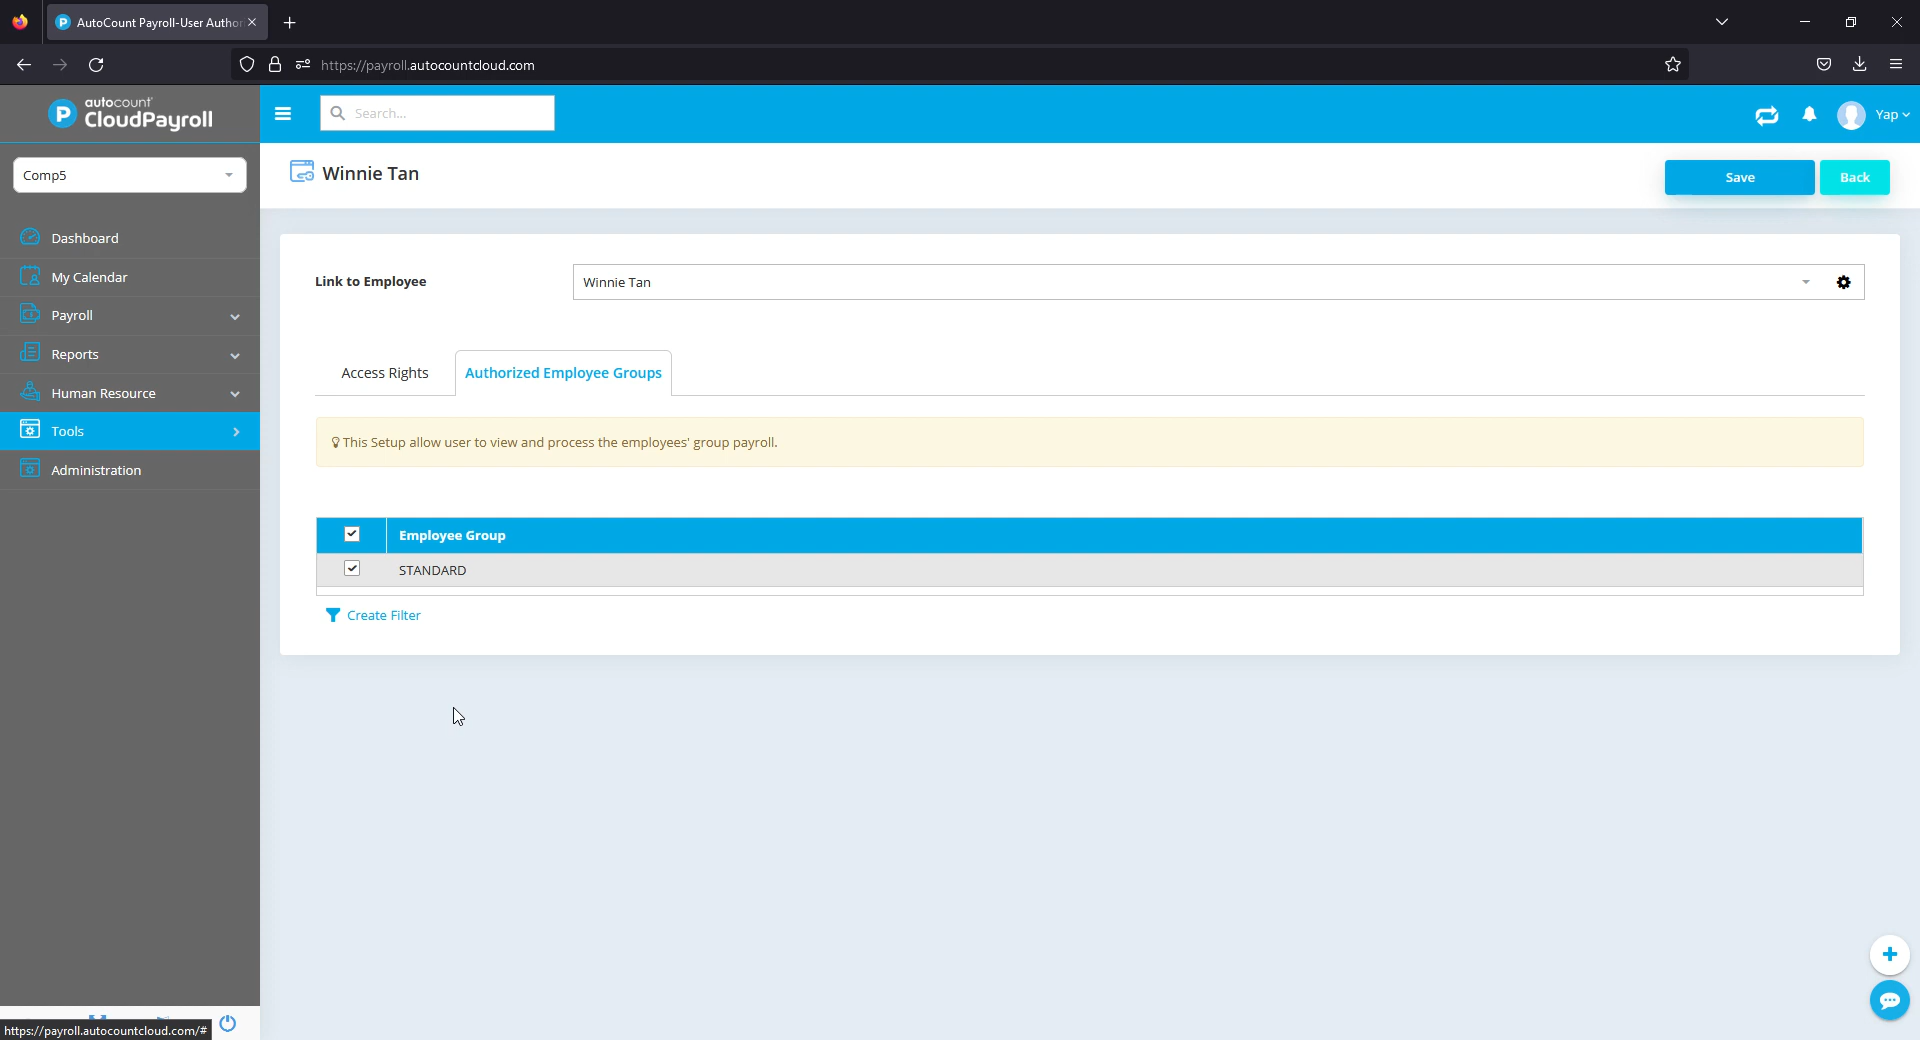 AutoCount Payroll-User Author
https://payroll.autocountcloud.com
autocount
CloudPayroll
Search...
Yap
Comp5
Winnie Tan
Save
Back
Dashboard
My Calendar
Payroll
Reports
Human Resource
Tools
Administration
Link to Employee
Winnie Tan
Access Rights
Authorized Employee Groups
This Setup allow user to view and process the employees' group payroll.
Employee Group
STANDARD
Create Filter
https://payroll.autocountcloud.com/#